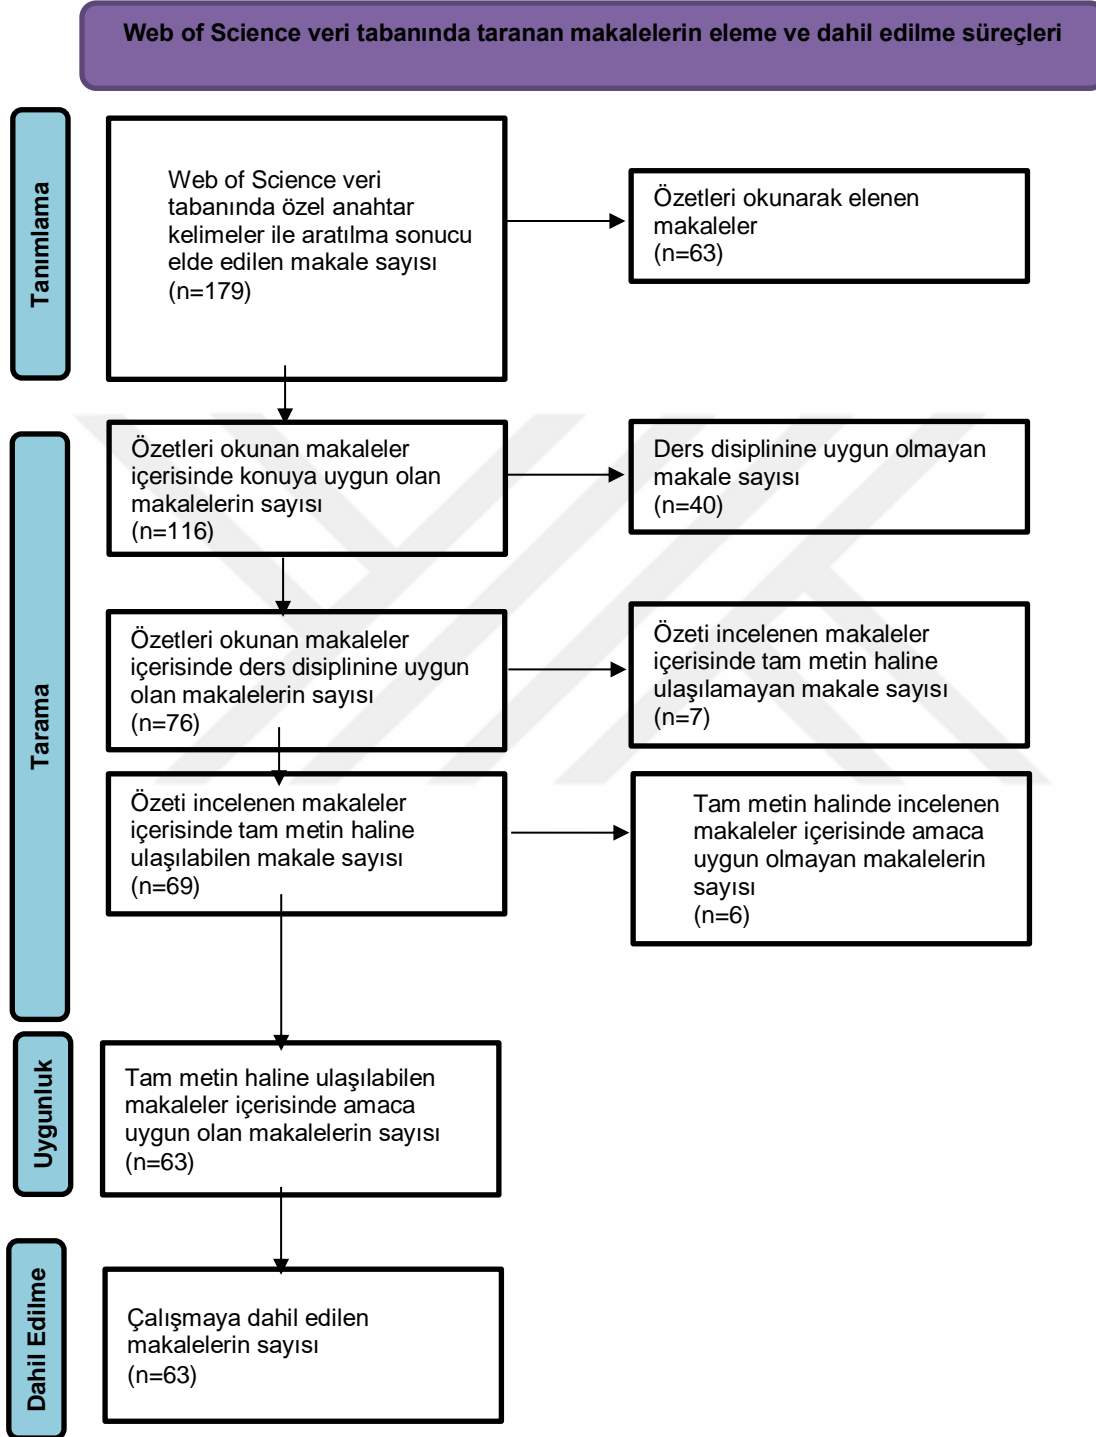 Web of Science veri tabanında taranan makalelerin eleme ve dahil edilme süreçleri
Tanımlama
Web of Science veri
tabanında özel anahtar
kelimeler ile aratılma sonucu
elde edilen makale sayısı
(n=179)
Özetleri okunarak elenen
makaleler
(n=63)
Tarama
Özetleri okunan makaleler
içerisinde konuya uygun olan
makalelerin sayısı
(n=116)
Ders disiplinine uygun olmayan
makale sayısı
(n=40)
Özetleri okunan makaleler
içerisinde ders disiplinine uygun
olan makalelerin sayısı
(n=76)
Özeti incelenen makaleler
içerisinde tam metin haline
ulaşılamayan makale sayısı
(n=7)
Özeti incelenen makaleler
içerisinde tam metin haline
ulaşılabilen makale sayısı
(n=69)
Tam metin halinde incelenen
makaleler içerisinde amaca
uygun olmayan makalelerin
sayısı
(n=6)
Uygunluk
Tam metin haline ulaşılabilen
makaleler içerisinde amaca
uygun olan makalelerin sayısı
(n=63)
Dahil Edilme
Çalışmaya dahil edilen
makalelerin sayısı
(n=63)